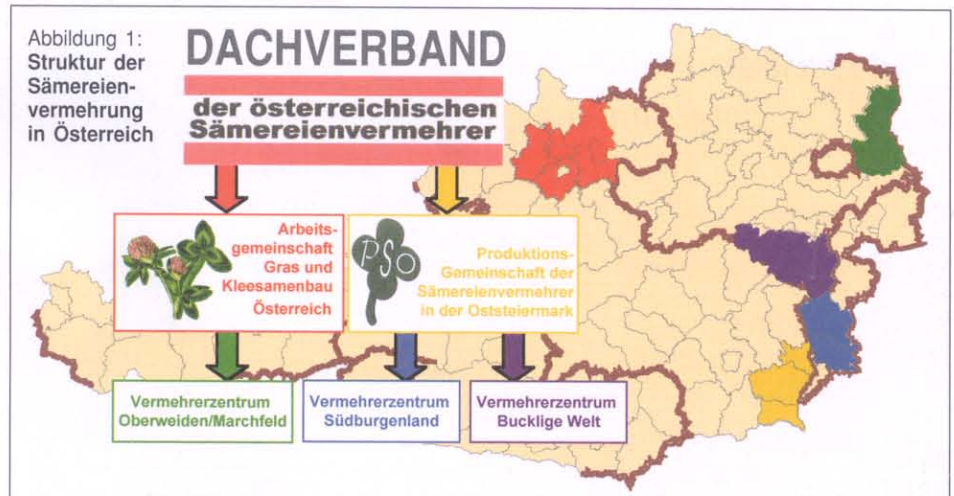 Abbildung 1:
Struktur der
Sämereien-
vermehrung
in Österreich
DACHVERBAND
der österreichischen
Sämereienvermehrer
Arbeits-
gemeinschaft
Gras und
Kleesamenbau
Österreich
PSO
Produktions-
Gemeinschaft der
Sämereienvermehrer
in der Oststeiermark
Vermehrerzentrum
Oberweiden/Marchfeld
Vermehrerzentrum
Südburgenland
Vermehrerzentrum
Bucklige Welt